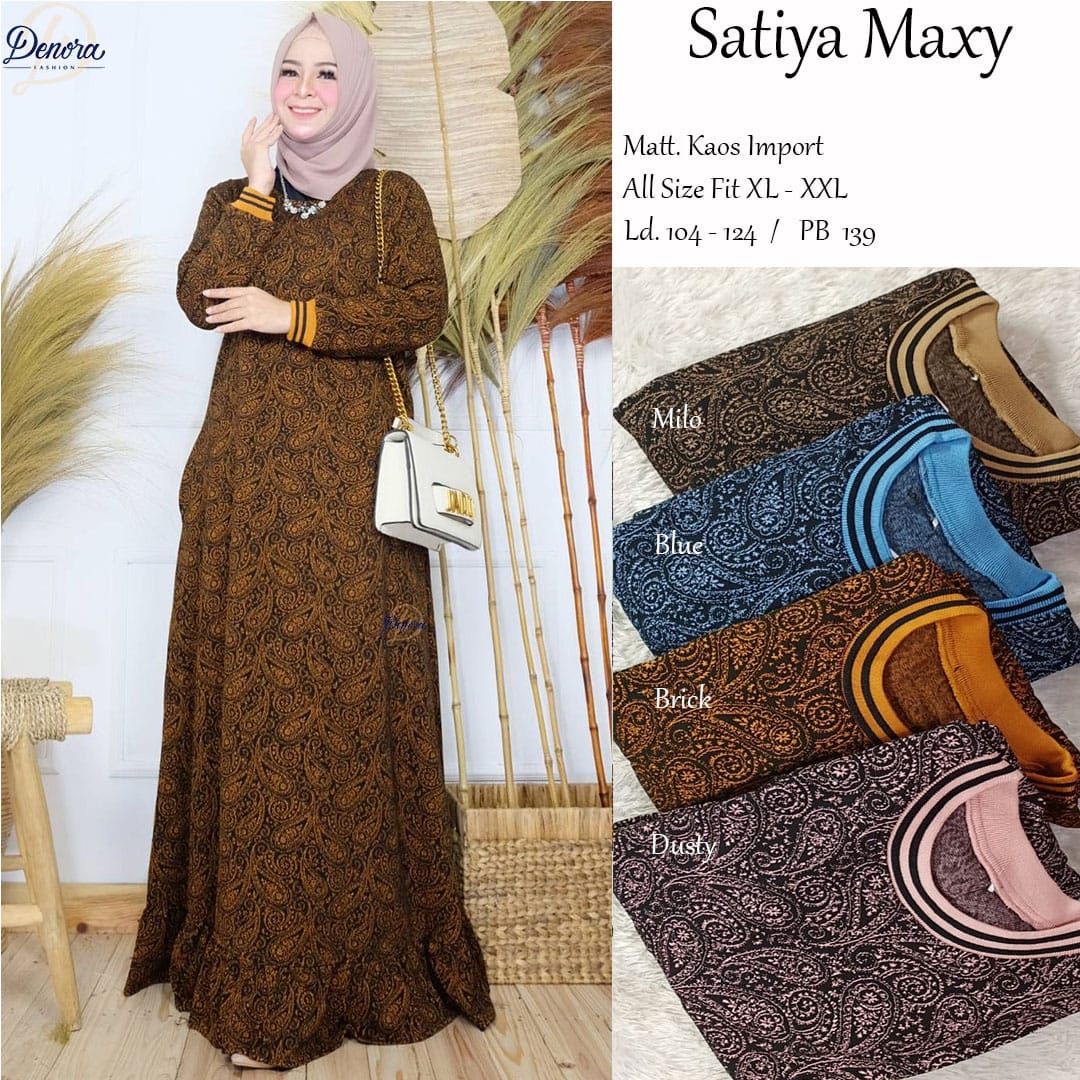 Denora
FASHION
Satiya Maxy
Matt. Kaos Import
All Size Fit XL - XXL
Ld. 104 - 124 / PB 139
Milo
Blue
Brick
Dusty
Denora